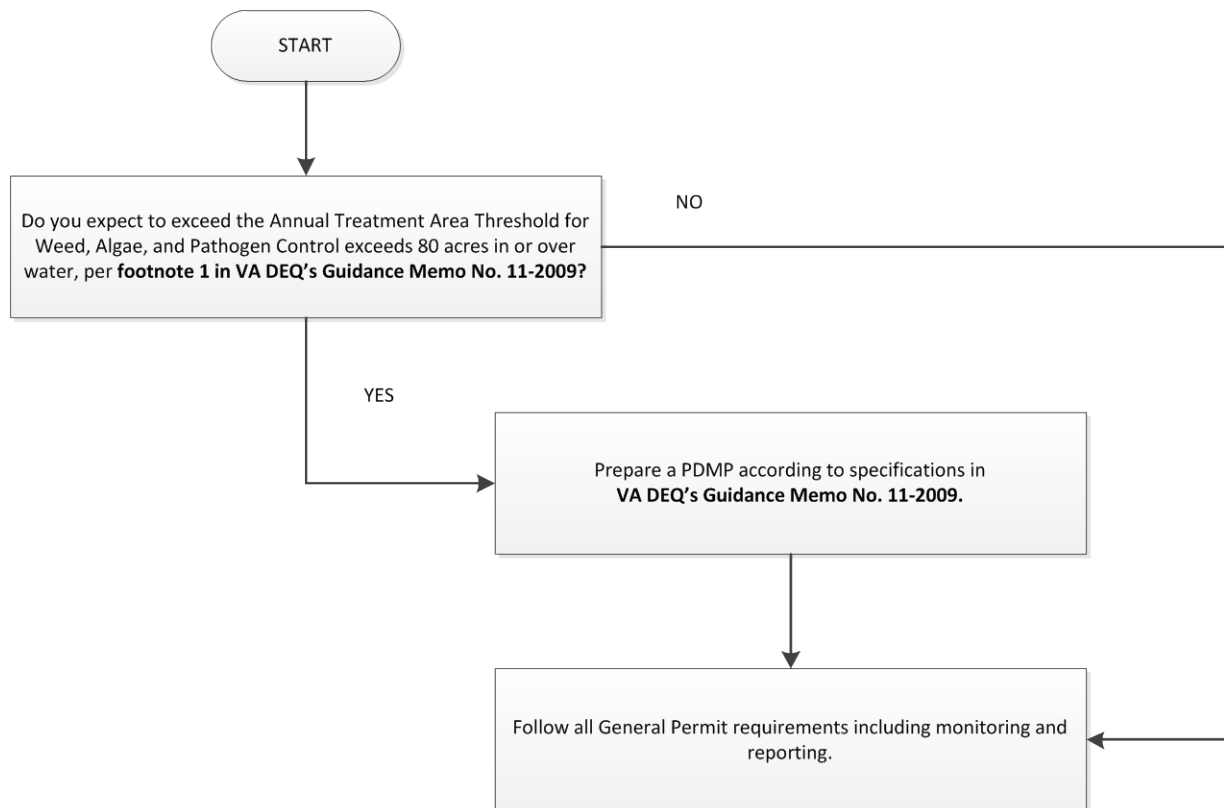 START
Do you expect to exceed the Annual Treatment Area Threshold for
Weed, Algae, and Pathogen Control exceeds 80 acres in or over
water, per footnote 1 in VA DEQ's Guidance Memo No. 11-2009?
NO
YES
Prepare a PDMP according to specifications in
VA DEQ's Guidance Memo No. 11-2009.
Follow all General Permit requirements including monitoring and
reporting.